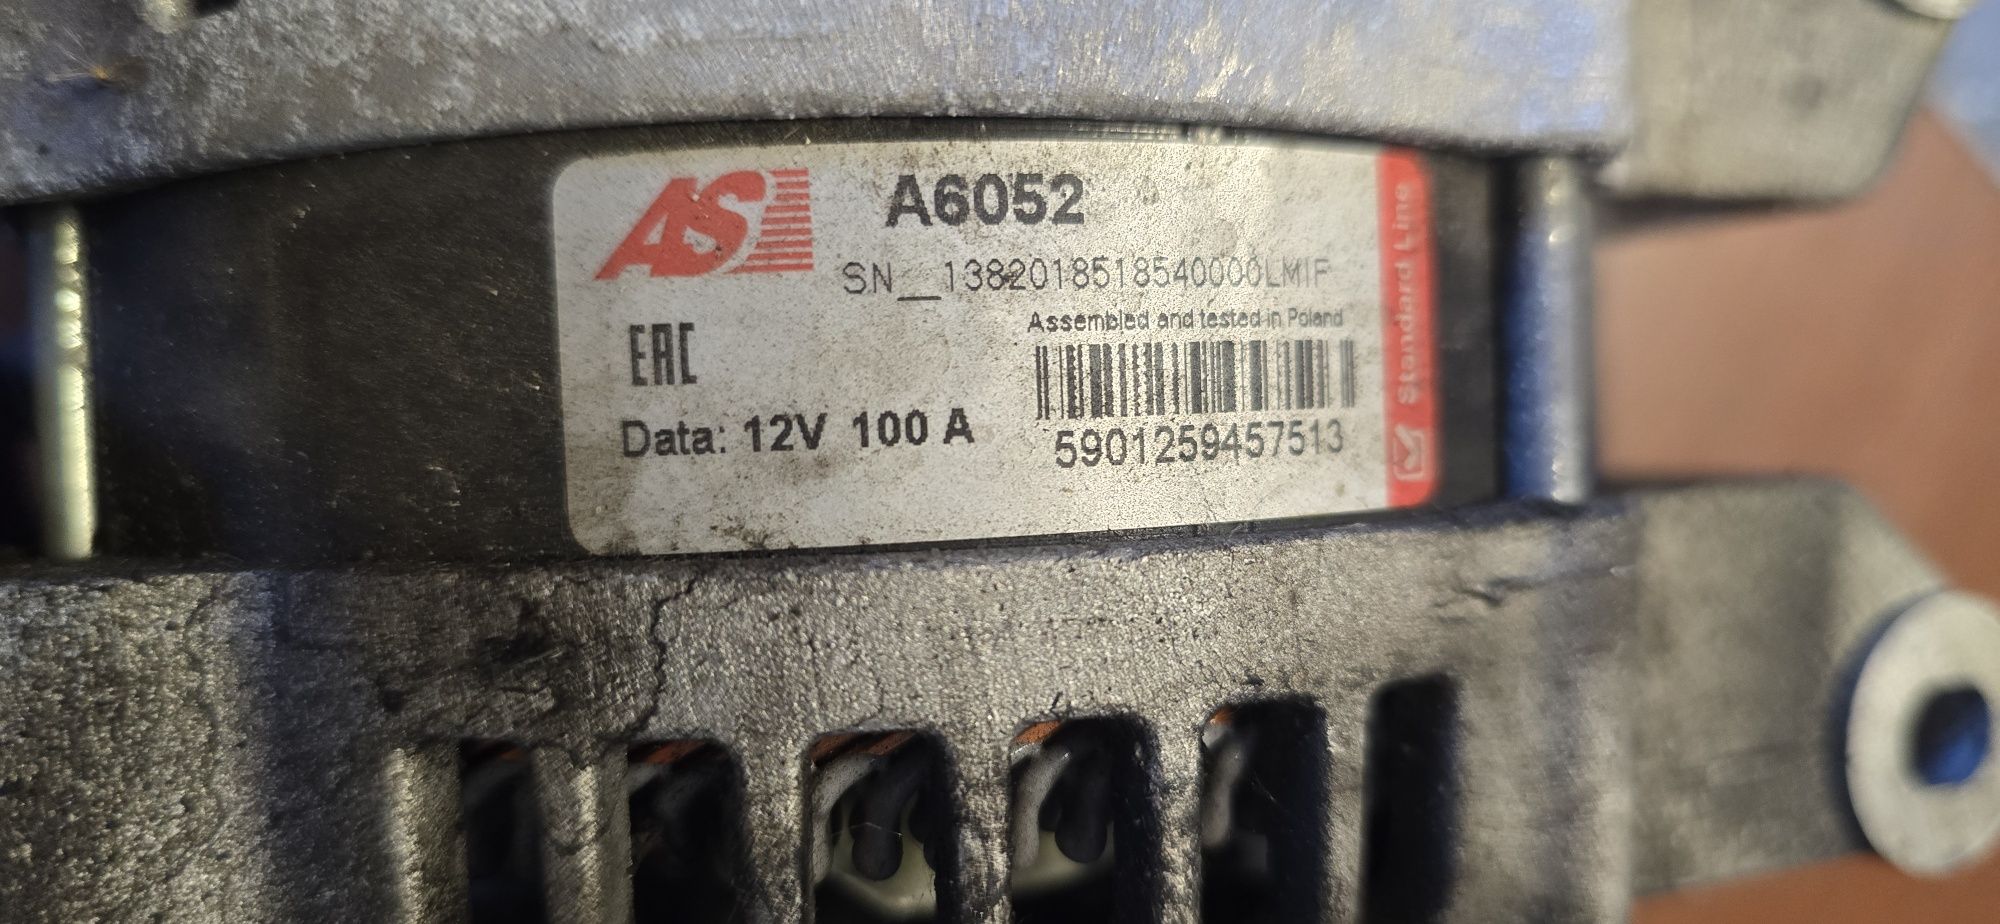 AS
A6052
SN__1382018518540000LMIF
Assembled and tested in Poland
EAC
Data: 12V 100 A
5901259457513
Standard Line